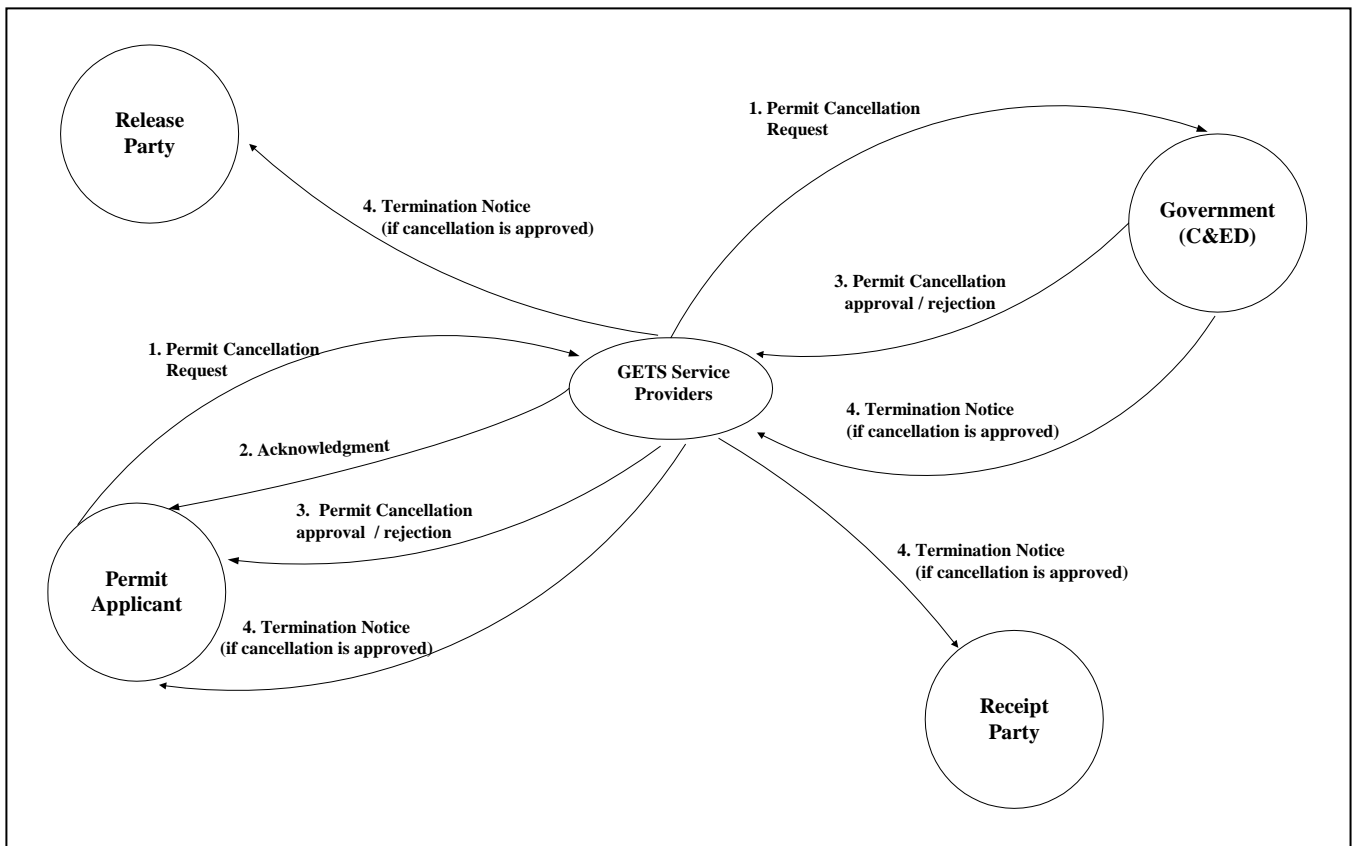 Release
Party
1. Permit Cancellation
Request
Government
(C&ED)
4. Termination Notice
(if cancellation is approved)
3. Permit Cancellation
approval / rejection
1. Permit Cancellation
Request
GETS Service
Providers
4. Termination Notice
(if cancellation is approved)
2. Acknowledgment
3. Permit Cancellation
approval / rejection
4. Termination Notice
(if cancellation is approved)
Permit
Applicant
4. Termination Notice
(if cancellation is approved)
Receipt
Party